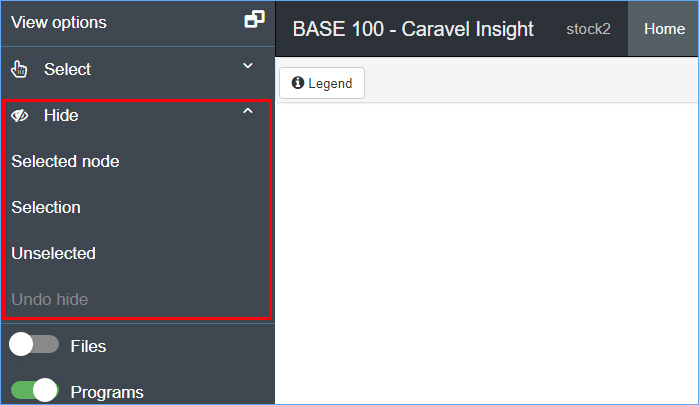 View options
BASE 100 - Caravel Insight
stock2
Home
Select
Legend
Hide
Selected node
Selection
Unselected
Undo hide
Files
Programs